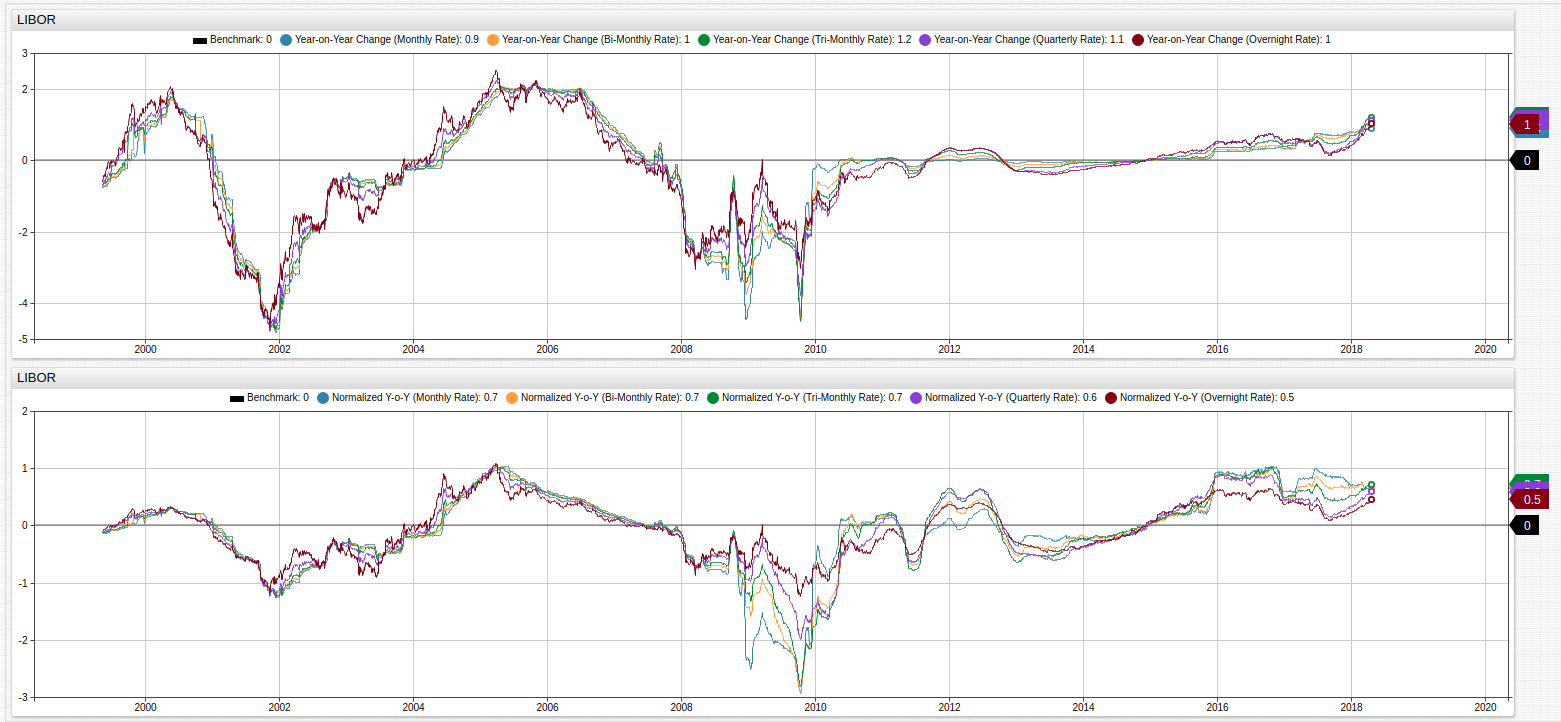 LIBOR
Benchmark: 0 Year-on-Year Change (Monthly Rate): 0.9 Year-on-Year Change (Bi-Monthly Rate): 1 Year-on-Year Change (Tri-Monthly Rate): 1.2 Year-on-Year Change (Quarterly Rate): 1.1 Year-on-Year Change (Overnight Rate): 1
3
2
1
0
0
-2
-4
-5
2000 2002 2004 2006 2008 2010 2012 2014 2016 2018 2020
LIBOR
Benchmark: 0 Normalized Y-o-Y (Monthly Rate): 0.7 Normalized Y-o-Y (Bi-Monthly Rate): 0.7 Normalized Y-o-Y (Tri-Monthly Rate): 0.7 Normalized Y-o-Y (Quarterly Rate): 0.6 Normalized Y-o-Y (Overnight Rate): 0.5
2
1
0.5
0
0
-1
-2
-3
2000 2002 2004 2006 2008 2010 2012 2014 2016 2018 2020